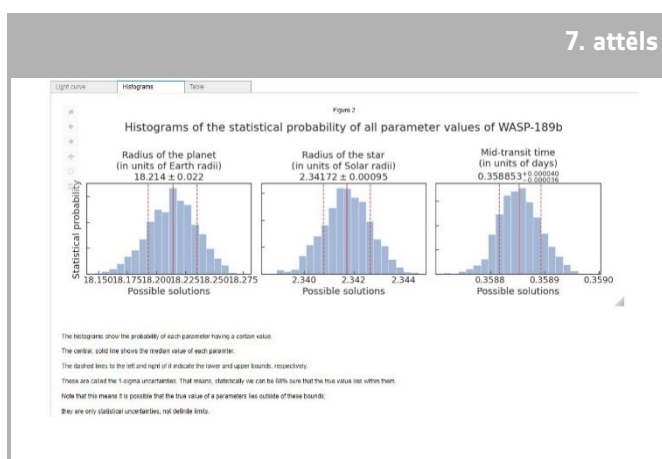 7. attēls
Light curve Histograms Table
Figure 2
Histograms of the statistical probability of all parameter values of WASP-189b
Radius of the planet
(in units of Earth radii)
18.214 ± 0.022
Radius of the star
(in units of Solar radii)
2.34172 ± 0.00095
Mid-transit time
(in units of days)
0.358853+0.000040
−0.000036
Statistical probability
18.150 18.175 18.200 18.225 18.250 18.275
Possible solutions
2.340 2.342 2.344
Possible solutions
0.3588 0.3589 0.3590
Possible solutions
The histograms show the probability of each parameter having a certain value.
The central, solid line shows the median value of each paramter.
The dashed lines to the left and right of it indicate the lower and upper bounds, respectively.
These are called the 1-sigma uncertainties. That means, statistically we can be 68% sure that the true value lies within them.
Note that this means it is possible that the true value of a parameters lies outside of these bounds;
they are only statistical uncertainties, not definite limits.